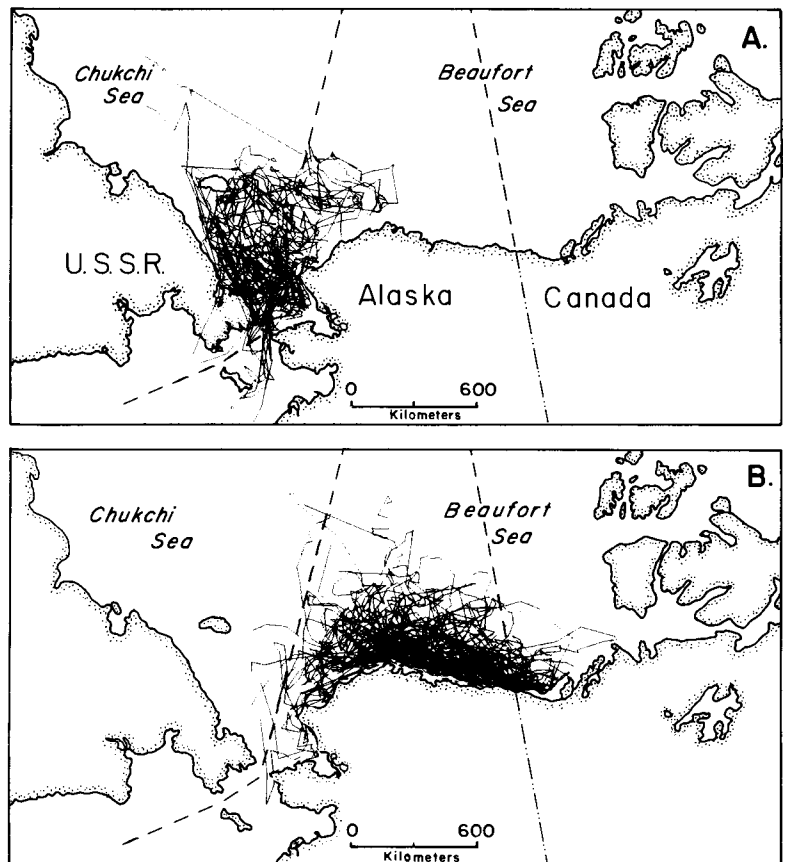 A.
Chukchi
Sea
Beaufort
Sea
U.S.S.R.
Alaska
Canada
0 600
Kilometers
B.
Chukchi
Sea
Beaufort
Sea
0 600
Kilometers